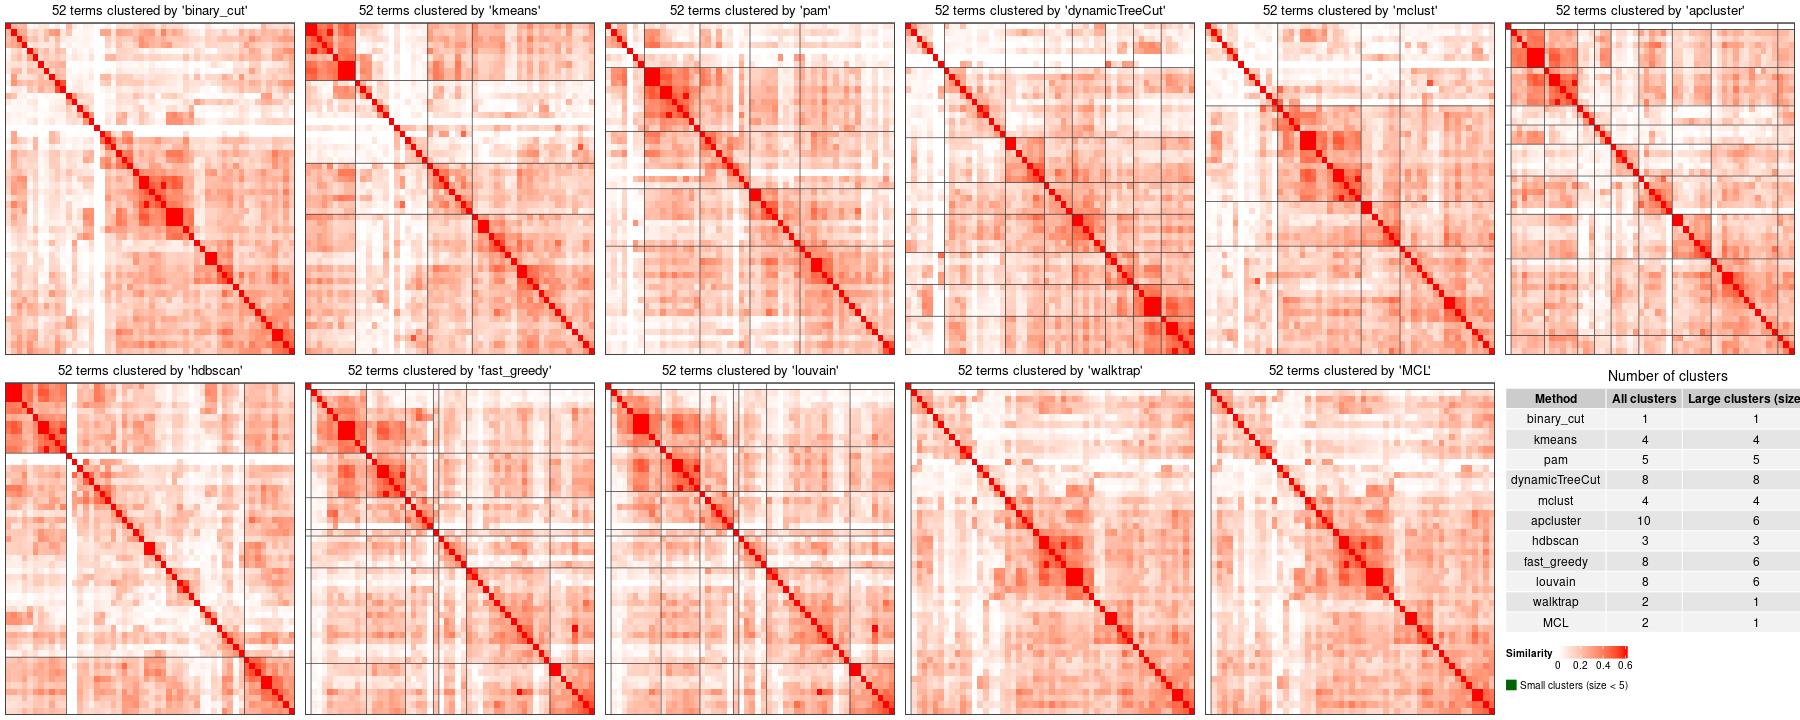 52 terms clustered by 'binary_cut'
52 terms clustered by 'kmeans'
52 terms clustered by 'pam'
52 terms clustered by 'dynamicTreeCut'
52 terms clustered by 'mclust'
52 terms clustered by 'apcluster'
52 terms clustered by 'hdbscan'
52 terms clustered by 'fast_greedy'
52 terms clustered by 'louvain'
52 terms clustered by 'walktrap'
52 terms clustered by 'MCL'
Number of clusters
Method All clusters Large clusters (size
binary_cut 1 1
kmeans 4 4
pam 5 5
dynamicTreeCut 8 8
mclust 4 4
apcluster 10 6
hdbscan 3 3
fast_greedy 8 6
louvain 8 6
walktrap 2 1
MCL 2 1
Similarity
0 0.2 0.4 0.6
Small clusters (size < 5)